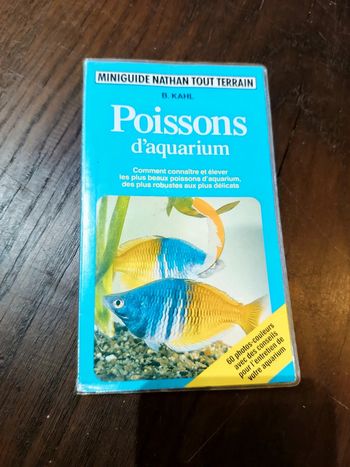 MINIGUIDE NATHAN TOUT TERRAIN
B. KAHL
Poissons
d'aquarium
Comment connaître et élever
les plus beaux poissons d'aquarium,
des plus robustes aux plus délicats
60 photos-couleurs
avec des conseils
pour l'entretien de
votre aquarium